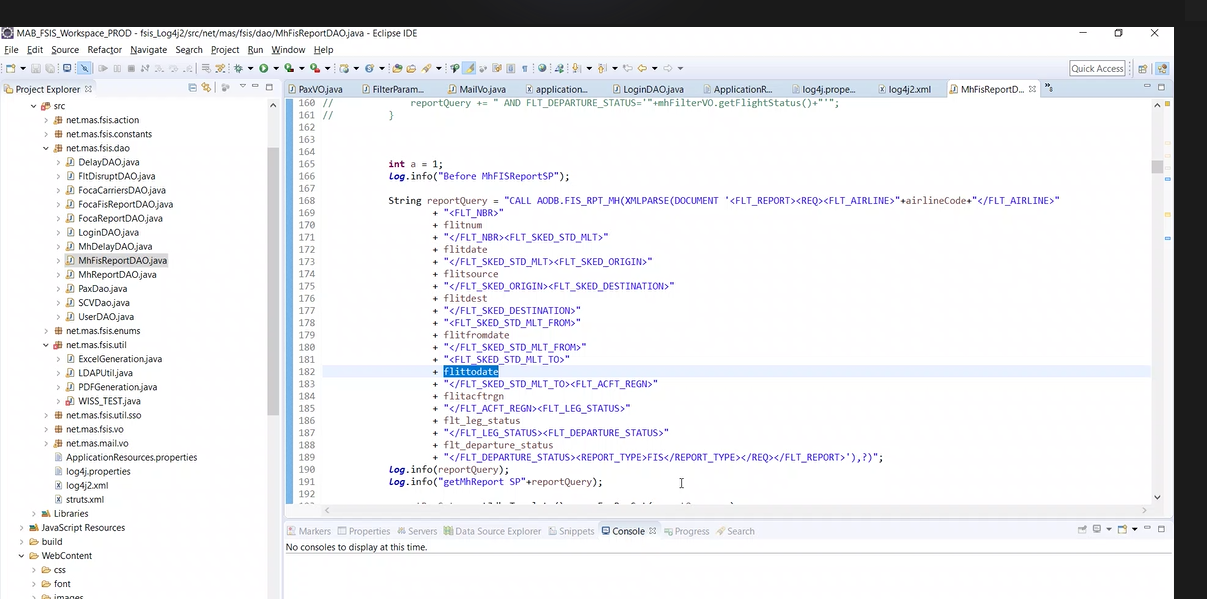 MAB_FSIS_Workspace_PROD - fsis_Log4j2/src/net/mas/fsis/dao/MhFisReportDAO.java - Eclipse IDE
File Edit Source Refactor Navigate Search Project Run Window Help
Quick Access
Project Explorer
PaxVO.java FilterParam... MailVo.java application... LoginDAO.java ApplicationR... log4j.prope... log4j2.xml MhFisReportD...
src
net.mas.fsis.action
net.mas.fsis.constants
net.mas.fsis.dao
DelayDAO.java
FltDisruptDAO.java
FocaCarriersDAO.java
FocaFisReportDAO.java
FocaReportDAO.java
LoginDAO.java
MhDelayDAO.java
MhFisReportDAO.java
MhReportDAO.java
PaxDao.java
SCVDao.java
UserDAO.java
net.mas.fsis.enums
net.mas.fsis.util
ExcelGeneration.java
LDAPUtil.java
PDFGeneration.java
WISS_TEST.java
net.mas.fsis.util.sso
net.mas.fsis.vo
net.mas.mail.vo
ApplicationResources.properties
log4j.properties
log4j2.xml
struts.xml
Libraries
JavaScript Resources
build
WebContent
css
font
images
160 // reportQuery += " AND FLT_DEPARTURE_STATUS='"+mhFilterVO.getFlightStatus()+"'";
161 // }
162
163
164
165 int a = 1;
166 log.info("Before MhFISReportSP");
167
168 String reportQuery = "CALL AODB.FIS_RPT_MH(XMLPARSE(DOCUMENT '<FLT_REPORT><REQ><FLT_AIRLINE>"+airlineCode+"</FLT_AIRLINE>"
169 + "<FLT_NBR>"
170 + flitnum
171 + "</FLT_NBR><FLT_SKED_STD_MLT>"
172 + flitdate
173 + "</FLT_SKED_STD_MLT><FLT_SKED_ORIGIN>"
174 + flitsource
175 + "</FLT_SKED_ORIGIN><FLT_SKED_DESTINATION>"
176 + flitdest
177 + "</FLT_SKED_DESTINATION>"
178 + "<FLT_SKED_STD_MLT_FROM>"
179 + flitfromdate
180 + "</FLT_SKED_STD_MLT_FROM>"
181 + "<FLT_SKED_STD_MLT_TO>"
182 + flittodate
183 + "</FLT_SKED_STD_MLT_TO><FLT_ACFT_REGN>"
184 + flitacftrgn
185 + "</FLT_ACFT_REGN><FLT_LEG_STATUS>"
186 + flt_leg_status
187 + "</FLT_LEG_STATUS><FLT_DEPARTURE_STATUS>"
188 + flt_departure_status
189 + "</FLT_DEPARTURE_STATUS><REPORT_TYPE>FIS</REPORT_TYPE></REQ></FLT_REPORT>'),?)";
190 log.info(reportQuery);
191 log.info("getMhReport SP"+reportQuery);
192
Markers Properties Servers Data Source Explorer Snippets Console Progress Search
No consoles to display at this time.